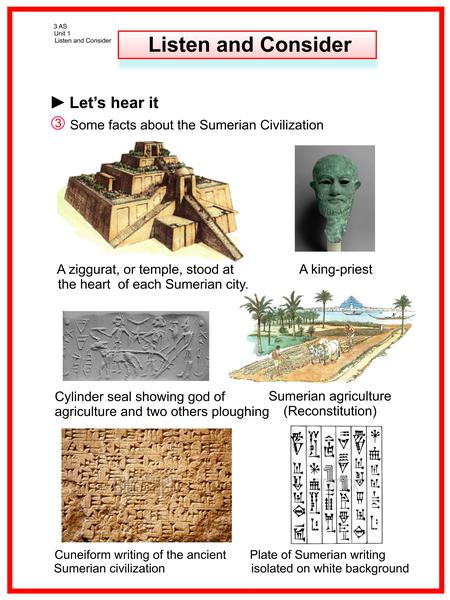 3 AS
Unit 1
Listen and Consider
Listen and Consider
► Let's hear it
③ Some facts about the Sumerian Civilization
A ziggurat, or temple, stood at
the heart of each Sumerian city.
A king-priest
Cylinder seal showing god of
agriculture and two others ploughing
Sumerian agriculture
(Reconstitution)
Cuneiform writing of the ancient
Sumerian civilization
Plate of Sumerian writing
isolated on white background